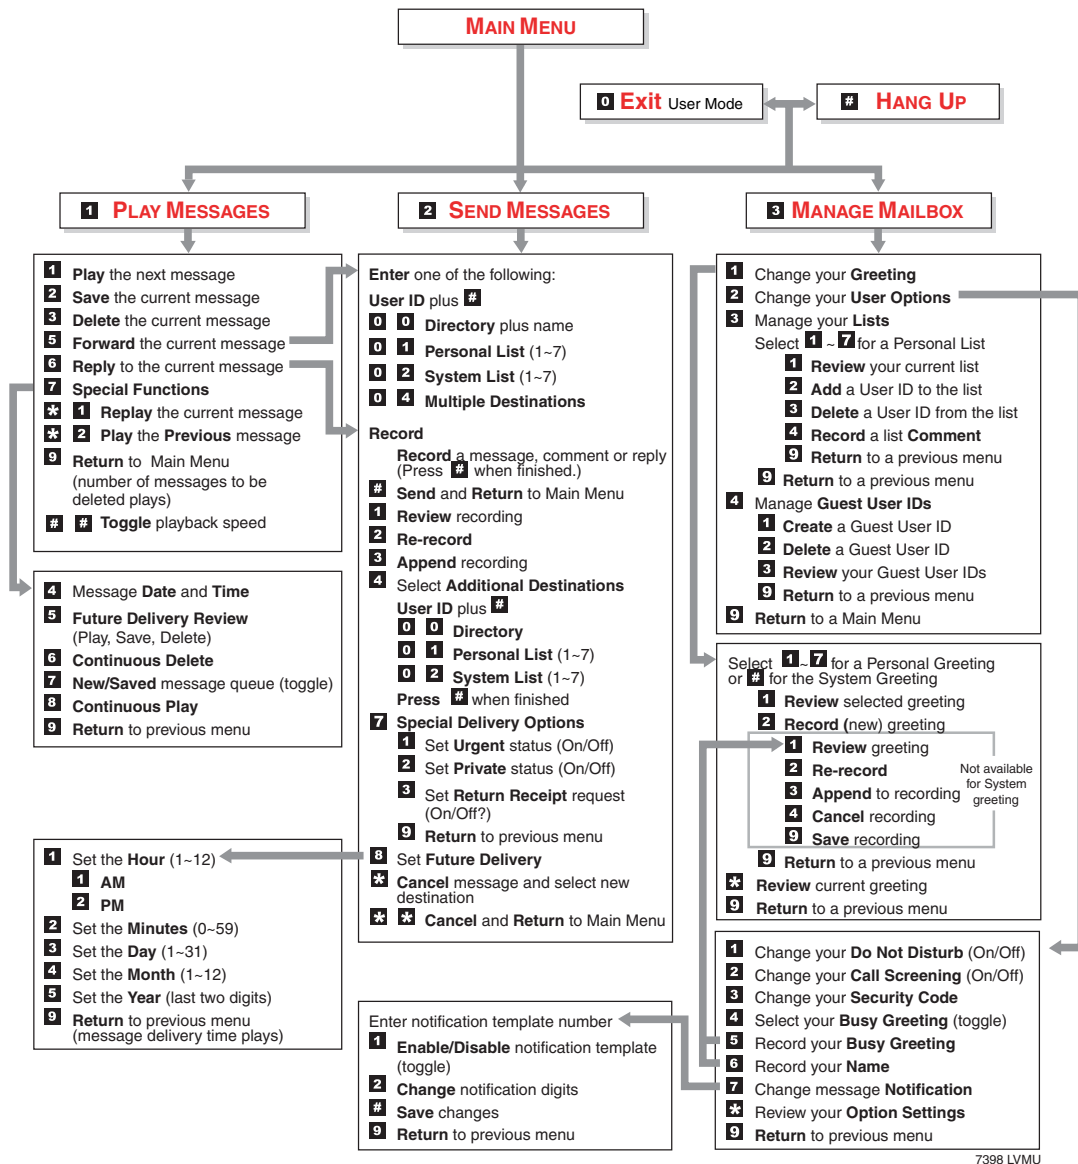 MAIN MENU
0 Exit User Mode
# HANG UP
1 PLAY MESSAGES
2 SEND MESSAGES
3 MANAGE MAILBOX
1 Play the next message
2 Save the current message
3 Delete the current message
5 Forward the current message
6 Reply to the current message
7 Special Functions
* 1 Replay the current message
* 2 Play the Previous message
9 Return to Main Menu
(number of messages to be
deleted plays)
# # Toggle playback speed
4 Message Date and Time
5 Future Delivery Review
(Play, Save, Delete)
6 Continuous Delete
7 New/Saved message queue (toggle)
8 Continuous Play
9 Return to previous menu
1 Set the Hour (1~12)
1 AM
2 PM
2 Set the Minutes (0~59)
3 Set the Day (1~31)
4 Set the Month (1~12)
5 Set the Year (last two digits)
9 Return to previous menu
(message delivery time plays)
Enter one of the following:
User ID plus #
0 0 Directory plus name
0 1 Personal List (1~7)
0 2 System List (1~7)
0 4 Multiple Destinations
Record
Record a message, comment or reply
(Press # when finished.)
# Send and Return to Main Menu
1 Review recording
2 Re-record
3 Append recording
4 Select Additional Destinations
User ID plus #
0 0 Directory
0 1 Personal List (1~7)
0 2 System List (1~7)
Press # when finished
7 Special Delivery Options
1 Set Urgent status (On/Off)
2 Set Private status (On/Off)
3 Set Return Receipt request
(On/Off?)
9 Return to previous menu
8 Set Future Delivery
* Cancel message and select new
destination
* * Cancel and Return to Main Menu
Enter notification template number
1 Enable/Disable notification template
(toggle)
2 Change notification digits
# Save changes
9 Return to previous menu
1 Change your Greeting
2 Change your User Options
3 Manage your Lists
Select 1 ~ 7 for a Personal List
1 Review your current list
2 Add a User ID to the list
3 Delete a User ID from the list
4 Record a list Comment
9 Return to a previous menu
9 Return to a previous menu
4 Manage Guest User IDs
1 Create a Guest User ID
2 Delete a Guest User ID
3 Review your Guest User IDs
9 Return to a previous menu
9 Return to a Main Menu
Select 1~7 for a Personal Greeting
or # for the System Greeting
1 Review selected greeting
2 Record (new) greeting
1 Review greeting
2 Re-record
3 Append to recording
4 Cancel recording
9 Save recording
Not available
for System
greeting
9 Return to a previous menu
* Review current greeting
9 Return to a previous menu
1 Change your Do Not Disturb (On/Off)
2 Change your Call Screening (On/Off)
3 Change your Security Code
4 Select your Busy Greeting (toggle)
5 Record your Busy Greeting
6 Record your Name
7 Change message Notification
* Review your Option Settings
9 Return to previous menu
7398 LVMU